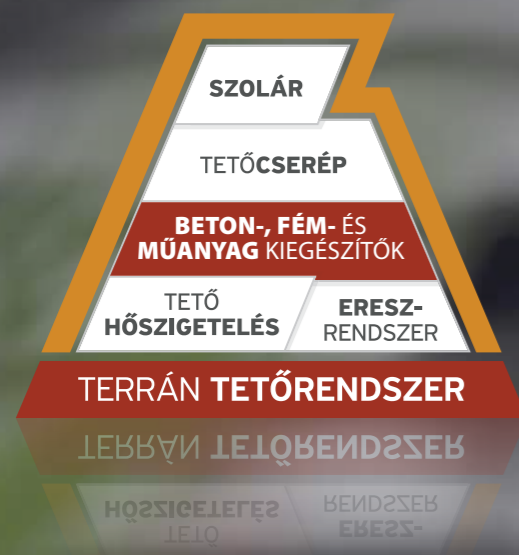 SZOLÁR
TETŐCSERÉP
BETON-, FÉM- ÉS
MŰANYAG KIEGÉSZÍTŐK
TETŐ
HŐSZIGETELÉS
ERESZ-
RENDSZER
TERRÁN TETŐRENDSZER